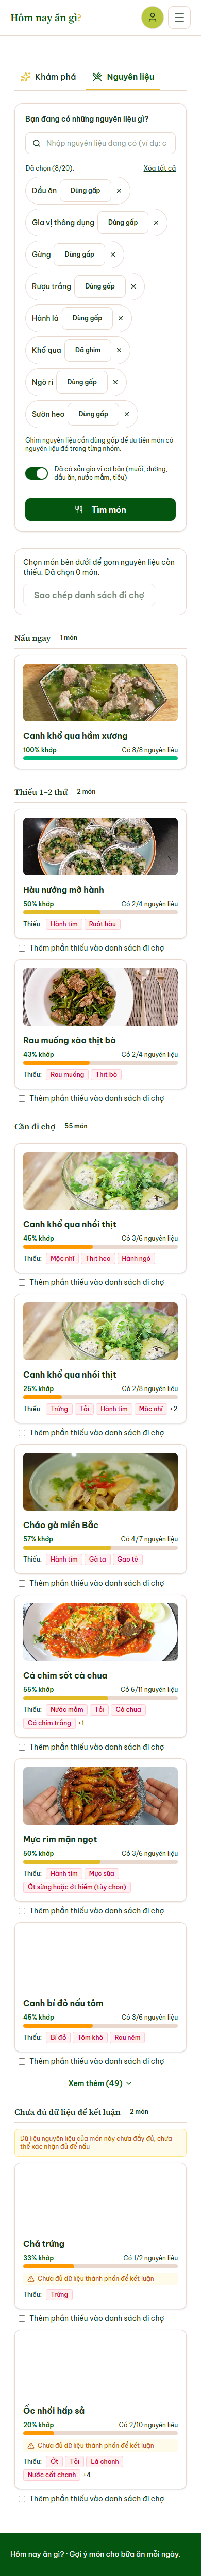 Hôm nay ăn gì?
Khám phá
Nguyên liệu
Bạn đang có những nguyên liệu gì?
Nhập nguyên liệu đang có (ví dụ: c
Đã chọn (8/20):
Xóa tất cả
Dầu ăn
Dùng gấp
×
Gia vị thông dụng
Dùng gấp
×
Gừng
Dùng gấp
×
Rượu trắng
Dùng gấp
×
Hành lá
Dùng gấp
×
Khổ qua
Đã ghim
×
Ngò rí
Dùng gấp
×
Sườn heo
Dùng gấp
×
Ghim nguyên liệu cần dùng gấp để ưu tiên món có
nguyên liệu đó trong từng nhóm.
Đã có sẵn gia vị cơ bản (muối, đường,
dầu ăn, nước mắm, tiêu)
Tìm món
Chọn món bên dưới để gom nguyên liệu còn
thiếu. Đã chọn 0 món.
Sao chép danh sách đi chợ
Nấu ngay
1 món
Canh khổ qua hầm xương
100% khớp
Có 8/8 nguyên liệu
Thiếu 1–2 thứ
2 món
Hàu nướng mỡ hành
50% khớp
Có 2/4 nguyên liệu
Thiếu:
Hành tím
Ruột hàu
Thêm phần thiếu vào danh sách đi chợ
Rau muống xào thịt bò
43% khớp
Có 2/4 nguyên liệu
Thiếu:
Rau muống
Thịt bò
Thêm phần thiếu vào danh sách đi chợ
Cần đi chợ
55 món
Canh khổ qua nhồi thịt
45% khớp
Có 3/6 nguyên liệu
Thiếu:
Mộc nhĩ
Thịt heo
Hành ngò
Thêm phần thiếu vào danh sách đi chợ
Canh khổ qua nhồi thịt
25% khớp
Có 2/8 nguyên liệu
Thiếu:
Trứng
Tỏi
Hành tím
Mộc nhĩ
+2
Thêm phần thiếu vào danh sách đi chợ
Cháo gà miền Bắc
57% khớp
Có 4/7 nguyên liệu
Thiếu:
Hành tím
Gà ta
Gạo tẻ
Thêm phần thiếu vào danh sách đi chợ
Cá chim sốt cà chua
55% khớp
Có 6/11 nguyên liệu
Thiếu:
Nước mắm
Tỏi
Cà chua
Cá chim trắng
+1
Thêm phần thiếu vào danh sách đi chợ
Mực rim mặn ngọt
50% khớp
Có 3/6 nguyên liệu
Thiếu:
Hành tím
Mực sữa
Ớt sừng hoặc ớt hiểm (tùy chọn)
Thêm phần thiếu vào danh sách đi chợ
Canh bí đỏ nấu tôm
45% khớp
Có 3/6 nguyên liệu
Thiếu:
Bí đỏ
Tôm khô
Rau nêm
Thêm phần thiếu vào danh sách đi chợ
Xem thêm (49)
Chưa đủ dữ liệu để kết luận
2 món
Dữ liệu nguyên liệu của món này chưa đầy đủ, chưa
thể xác nhận đủ để nấu
Chả trứng
33% khớp
Có 1/2 nguyên liệu
Chưa đủ dữ liệu thành phần để kết luận
Thiếu:
Trứng
Thêm phần thiếu vào danh sách đi chợ
Ốc nhồi hấp sả
20% khớp
Có 2/10 nguyên liệu
Chưa đủ dữ liệu thành phần để kết luận
Thiếu:
Ớt
Tỏi
Lá chanh
Nước cốt chanh
+4
Thêm phần thiếu vào danh sách đi chợ
Hôm nay ăn gì? · Gợi ý món cho bữa ăn mỗi ngày.